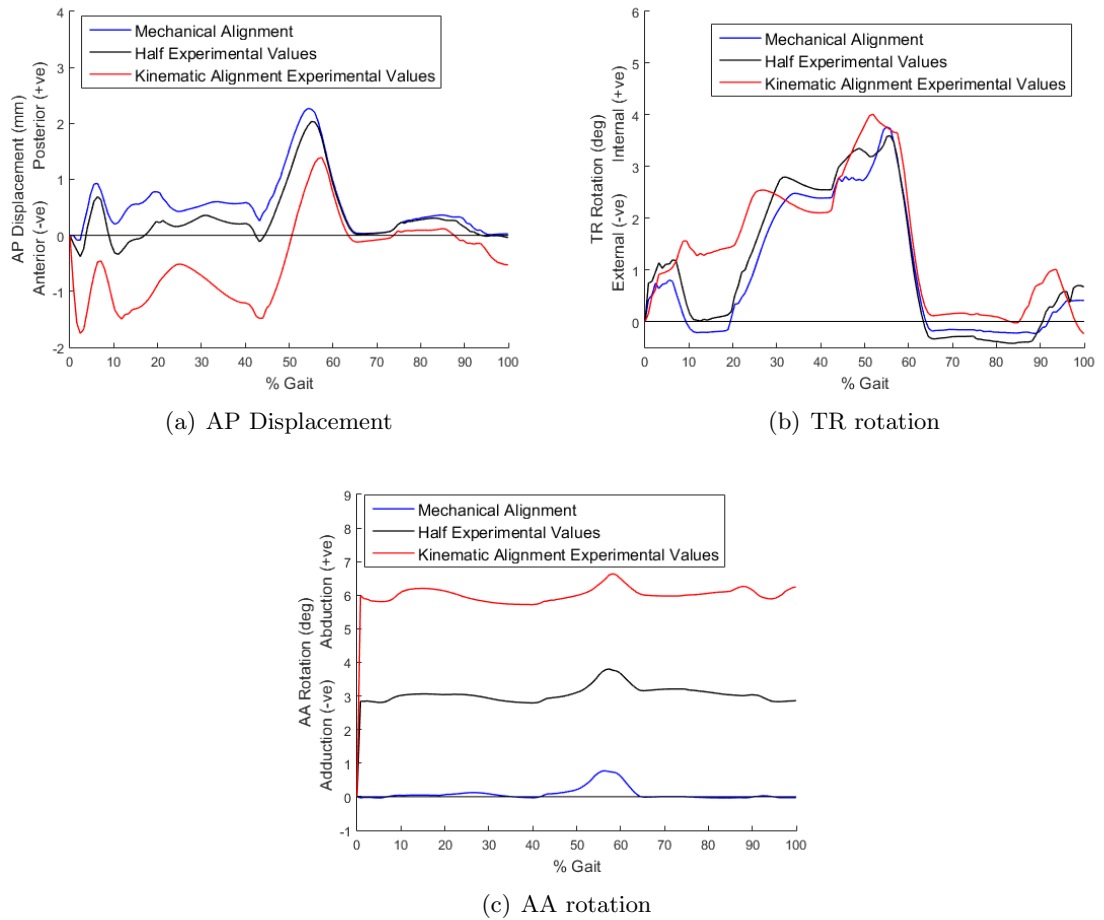 4
3
2
1
0
-1
-2
AP Displacement (mm)
Anterior (-ve) Posterior (+ve)
Mechanical Alignment
Half Experimental Values
Kinematic Alignment Experimental Values
0 10 20 30 40 50 60 70 80 90 100
% Gait
(a) AP Displacement
6
5
4
3
2
1
0
TR Rotation (deg)
External (-ve) Internal (+ve)
Mechanical Alignment
Half Experimental Values
Kinematic Alignment Experimental Values
0 10 20 30 40 50 60 70 80 90 100
% Gait
(b) TR rotation
9
8
7
6
5
4
3
2
1
0
-1
AA Rotation (deg)
Adduction (-ve) Abduction (+ve)
Mechanical Alignment
Half Experimental Values
Kinematic Alignment Experimental Values
0 10 20 30 40 50 60 70 80 90 100
% Gait
(c) AA rotation